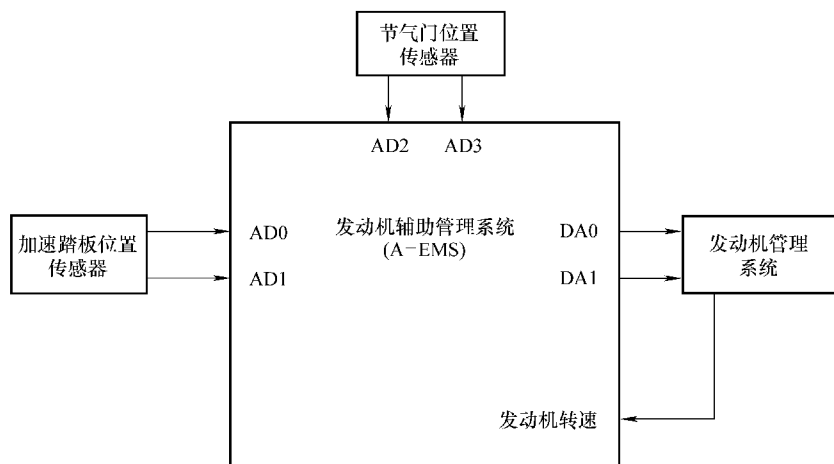 节气门位置
传感器
AD2 AD3
加速踏板位置
传感器
AD0
AD1
发动机辅助管理系统
(A-EMS)
DA0
DA1
发动机管理
系统
发动机转速